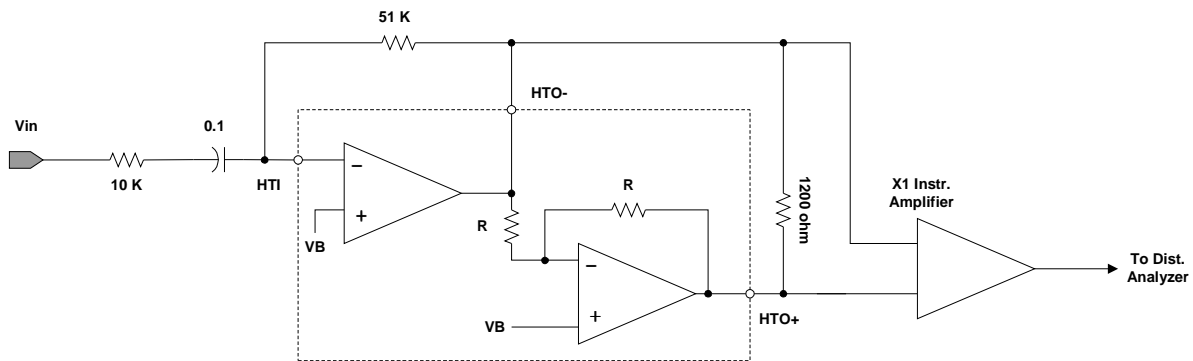 51 K
HTO-
Vin
0.1
10 K
HTI
VB
R
R
1200 ohm
X1 Instr.
Amplifier
VB
HTO+
To Dist.
Analyzer